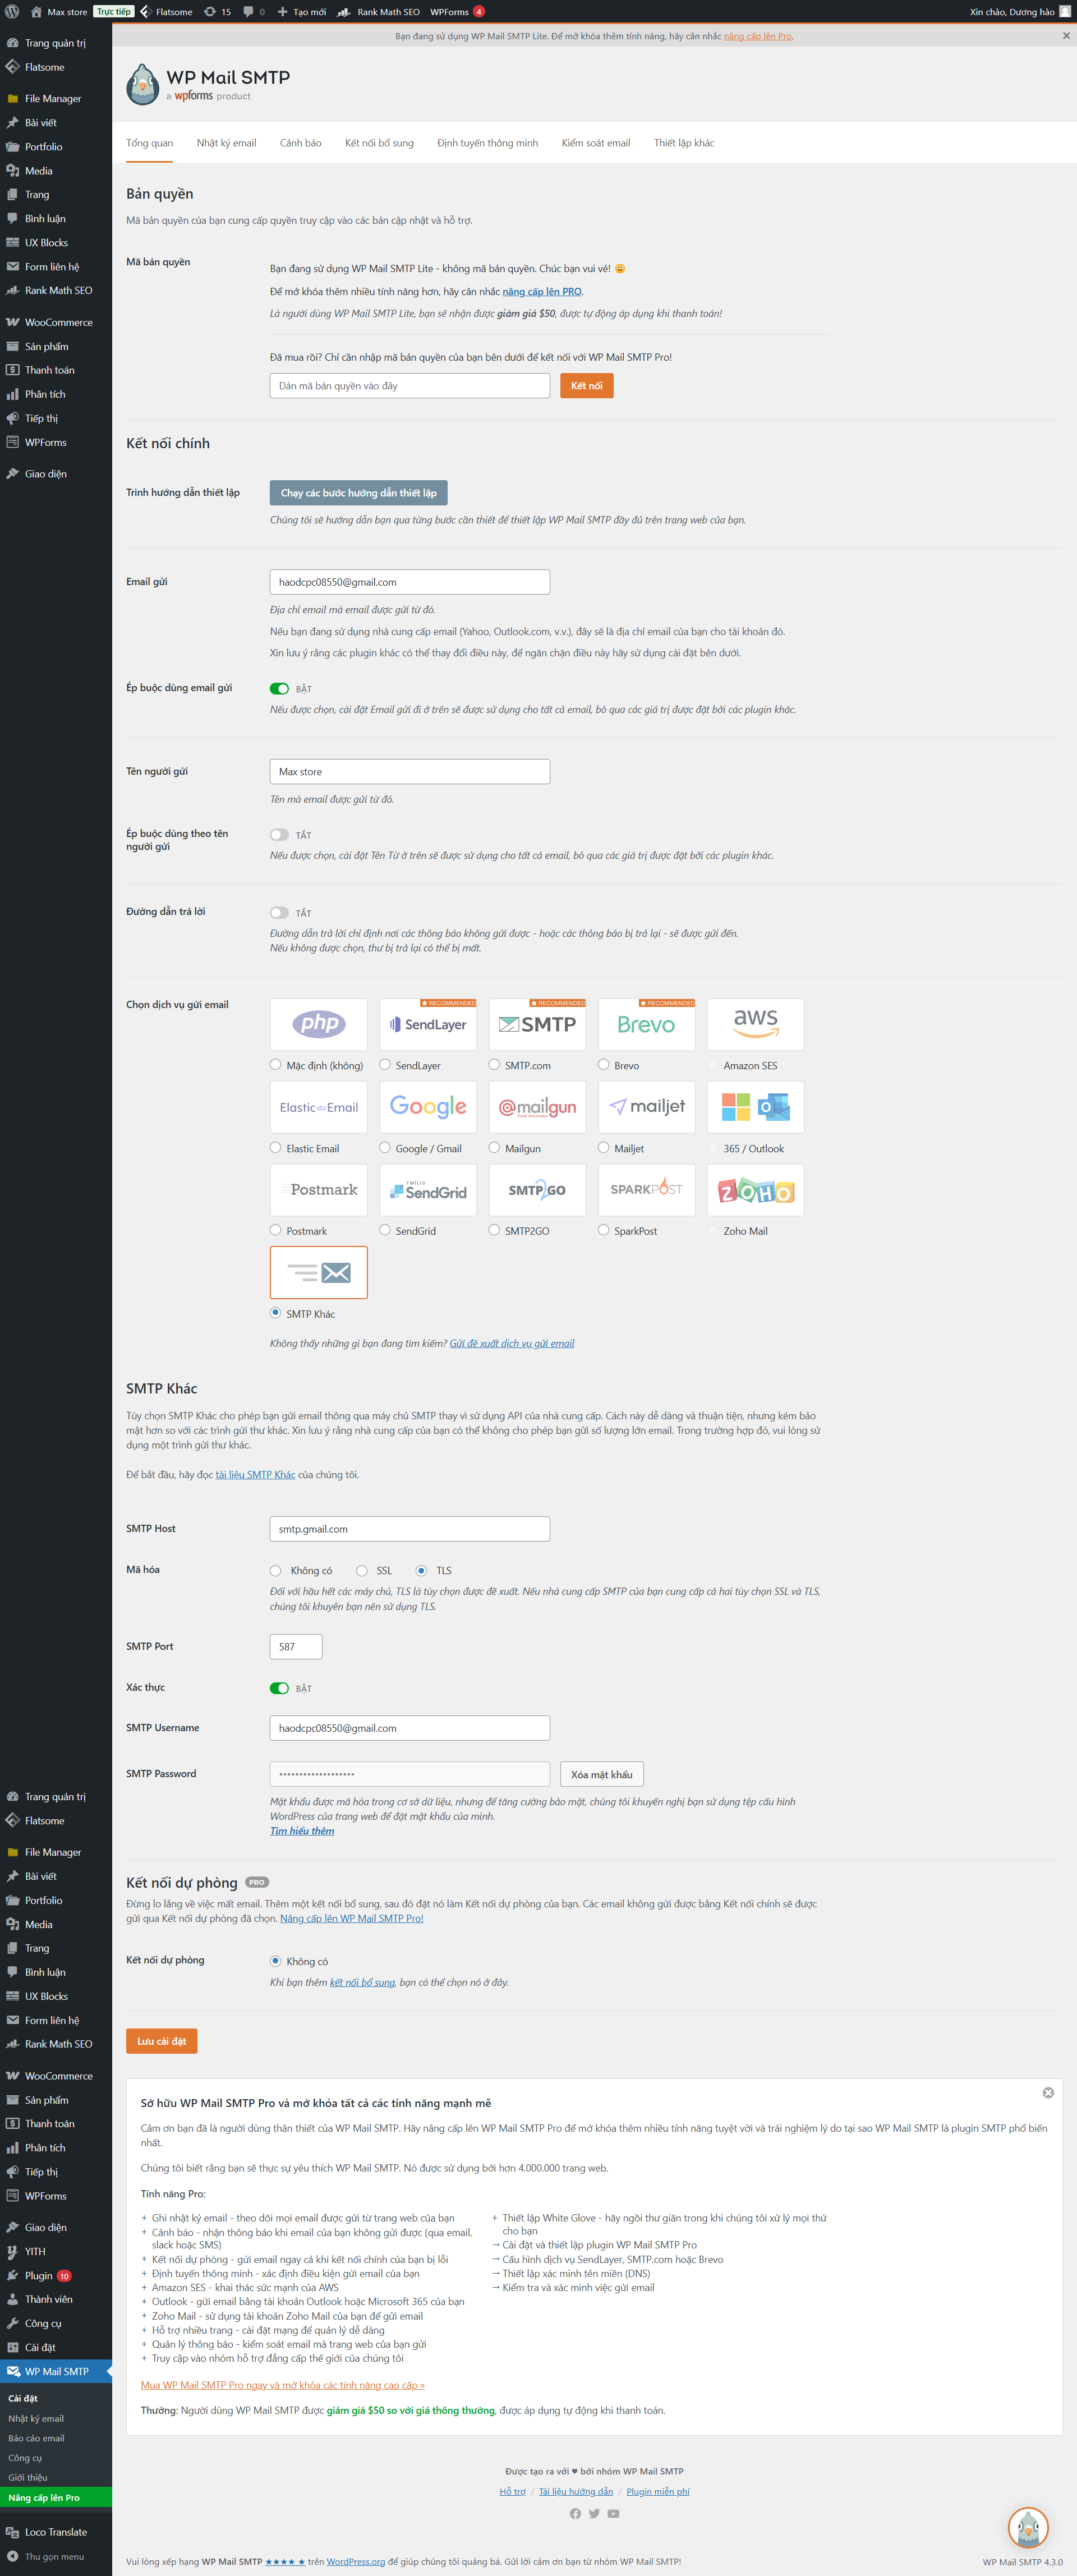 Max store Trực tiếp Flatsome 15 0 Tạo mới Rank Math SEO WPForms 4 Xin chào, Dương hào
Bạn đang sử dụng WP Mail SMTP Lite. Để mở khóa thêm tính năng, hãy cân nhắc nâng cấp lên Pro.
Trang quản trị
Flatsome
File Manager
Bài viết
Portfolio
Media
Trang
Bình luận
UX Blocks
Form liên hệ
Rank Math SEO
WooCommerce
Sản phẩm
Thanh toán
Phân tích
Tiếp thị
WPForms
Giao diện
WP Mail SMTP
a wpforms product
Tổng quan Nhật ký email Cảnh báo Kết nối bổ sung Định tuyến thông minh Kiểm soát email Thiết lập khác
Bản quyền
Mã bản quyền của bạn cung cấp quyền truy cập vào các bản cập nhật và hỗ trợ.
Mã bản quyền
Bạn đang sử dụng WP Mail SMTP Lite - không mã bản quyền. Chúc bạn vui vẻ! 😀
Để mở khóa thêm nhiều tính năng hơn, hãy cân nhắc nâng cấp lên PRO.
Là người dùng WP Mail SMTP Lite, bạn sẽ nhận được giảm giá $50, được tự động áp dụng khi thanh toán!
Đã mua rồi? Chỉ cần nhập mã bản quyền của bạn bên dưới để kết nối với WP Mail SMTP Pro!
Dán mã bản quyền vào đây Kết nối
Kết nối chính
Trình hướng dẫn thiết lập Chạy các bước hướng dẫn thiết lập
Chúng tôi sẽ hướng dẫn bạn qua từng bước cần thiết để thiết lập WP Mail SMTP đầy đủ trên trang web của bạn.
Email gửi haodcpc08550@gmail.com
Địa chỉ email mà email được gửi từ đó.
Nếu bạn đang sử dụng nhà cung cấp email (Yahoo, Outlook.com, v.v.), đây sẽ là địa chỉ email của bạn cho tài khoản đó.
Xin lưu ý rằng các plugin khác có thể thay đổi điều này, để ngăn chặn điều này hãy sử dụng cài đặt bên dưới.
Ép buộc dùng email gửi BẬT
Nếu được chọn, cài đặt Email gửi đi ở trên sẽ được sử dụng cho tất cả email, bỏ qua các giá trị được đặt bởi các plugin khác.
Tên người gửi Max store
Tên mà email được gửi từ đó.
Ép buộc dùng theo tên người gửi TẮT
Nếu được chọn, cài đặt Tên Từ ở trên sẽ được sử dụng cho tất cả email, bỏ qua các giá trị được đặt bởi các plugin khác.
Đường dẫn trả lời TẮT
Đường dẫn trả lời chỉ định nơi các thông báo không gửi được - hoặc các thông báo bị trả lại - sẽ được gửi đến.
Nếu không được chọn, thư bị trả lại có thể bị mất.
Chọn dịch vụ gửi email
RECOMMENDED RECOMMENDED RECOMMENDED
php SendLayer SMTP Brevo aws
Mặc định (không) SendLayer SMTP.com Brevo Amazon SES
Elastic Email Google mailgun mailjet
Elastic Email Google / Gmail Mailgun Mailjet 365 / Outlook
Postmark TWILIO SendGrid SMTP2GO SPARKPOST ZOHO
Postmark SendGrid SMTP2GO SparkPost Zoho Mail
SMTP Khác
Không thấy những gì bạn đang tìm kiếm? Gửi đề xuất dịch vụ gửi email
SMTP Khác
Tùy chọn SMTP Khác cho phép bạn gửi email thông qua máy chủ SMTP thay vì sử dụng API của nhà cung cấp. Cách này dễ dàng và thuận tiện, nhưng kém bảo
mật hơn so với các trình gửi thư khác. Xin lưu ý rằng nhà cung cấp của bạn có thể không cho phép bạn gửi số lượng lớn email. Trong trường hợp đó, vui lòng sử
dụng một trình gửi thư khác.
Để bắt đầu, hãy đọc tài liệu SMTP Khác của chúng tôi.
SMTP Host smtp.gmail.com
Mã hóa Không có SSL TLS
Đối với hầu hết các máy chủ, TLS là tùy chọn được đề xuất. Nếu nhà cung cấp SMTP của bạn cung cấp cả hai tùy chọn SSL và TLS,
chúng tôi khuyên bạn nên sử dụng TLS.
SMTP Port 587
Xác thực BẬT
SMTP Username haodcpc08550@gmail.com
SMTP Password ••••••••••••••••••• Xóa mật khẩu
Mật khẩu được mã hóa trong cơ sở dữ liệu, nhưng để tăng cường bảo mật, chúng tôi khuyến nghị bạn sử dụng tệp cấu hình
WordPress của trang web để đặt mật khẩu của mình.
Tìm hiểu thêm
Kết nối dự phòng PRO
Đừng lo lắng về việc mất email. Thêm một kết nối bổ sung, sau đó đặt nó làm Kết nối dự phòng của bạn. Các email không gửi được bằng Kết nối chính sẽ được
gửi qua Kết nối dự phòng đã chọn. Nâng cấp lên WP Mail SMTP Pro!
Kết nối dự phòng Không có
Khi bạn thêm kết nối bổ sung, bạn có thể chọn nó ở đây.
Lưu cài đặt
Trang quản trị
Flatsome
File Manager
Bài viết
Portfolio
Media
Trang
Bình luận
UX Blocks
Form liên hệ
Rank Math SEO
WooCommerce
Sản phẩm
Thanh toán
Phân tích
Tiếp thị
WPForms
Giao diện
YITH
Plugin 10
Thành viên
Công cụ
Cài đặt
WP Mail SMTP
Cài đặt
Nhật ký email
Báo cáo email
Công cụ
Giới thiệu
Nâng cấp lên Pro
Loco Translate
Thu gọn menu
Sở hữu WP Mail SMTP Pro và mở khóa tất cả các tính năng mạnh mẽ
Cảm ơn bạn đã là người dùng thân thiết của WP Mail SMTP. Hãy nâng cấp lên WP Mail SMTP Pro để mở khóa thêm nhiều tính năng tuyệt vời và trải nghiệm lý do tại sao WP Mail SMTP là plugin SMTP phổ biến
nhất.
Chúng tôi biết rằng bạn sẽ thực sự yêu thích WP Mail SMTP. Nó được sử dụng bởi hơn 4.000.000 trang web.
Tính năng Pro:
+ Ghi nhật ký email - theo dõi mọi email được gửi từ trang web của bạn
+ Cảnh báo - nhận thông báo khi email của bạn không gửi được (qua email,
slack hoặc SMS)
+ Kết nối dự phòng - gửi email ngay cả khi kết nối chính của bạn bị lỗi
+ Định tuyến thông minh - xác định điều kiện gửi email của bạn
+ Amazon SES - khai thác sức mạnh của AWS
+ Outlook - gửi email bằng tài khoản Outlook hoặc Microsoft 365 của bạn
+ Zoho Mail - sử dụng tài khoản Zoho Mail của bạn để gửi email
+ Hỗ trợ nhiều trang - cài đặt mạng để quản lý dễ dàng
+ Quản lý thông báo - kiểm soát email mà trang web của bạn gửi
+ Truy cập vào nhóm hỗ trợ đẳng cấp thế giới của chúng tôi
+ Thiết lập White Glove - hãy ngồi thư giãn trong khi chúng tôi xử lý mọi thứ
cho bạn
→ Cài đặt và thiết lập plugin WP Mail SMTP Pro
→ Cấu hình dịch vụ SendLayer, SMTP.com hoặc Brevo
→ Thiết lập xác minh tên miền (DNS)
→ Kiểm tra và xác minh việc gửi email
Mua WP Mail SMTP Pro ngay và mở khóa các tính năng cao cấp »
Thưởng: Người dùng WP Mail SMTP được giảm giá $50 so với giá thông thường, được áp dụng tự động khi thanh toán.
Được tạo ra với ♥ bởi nhóm WP Mail SMTP
Hỗ trợ / Tài liệu hướng dẫn / Plugin miễn phí
Vui lòng xếp hạng WP Mail SMTP ★★★★★ trên WordPress.org để giúp chúng tôi quảng bá. Gửi lời cảm ơn bạn từ nhóm WP Mail SMTP!
WP Mail SMTP 4.3.0